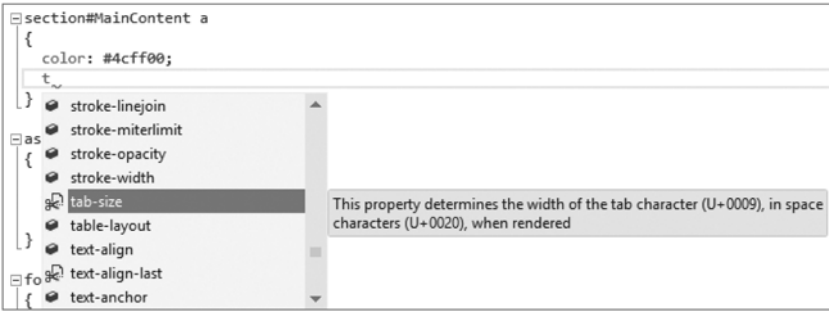 section#MainContent a
{
color: #4cff00;
t
}
stroke-linejoin
stroke-miterlimit
as
stroke-opacity
{
stroke-width
tab-size
This property determines the width of the tab character (U+0009), in space
characters (U+0020), when rendered
table-layout
}
text-align
fo
text-align-last
{
text-anchor